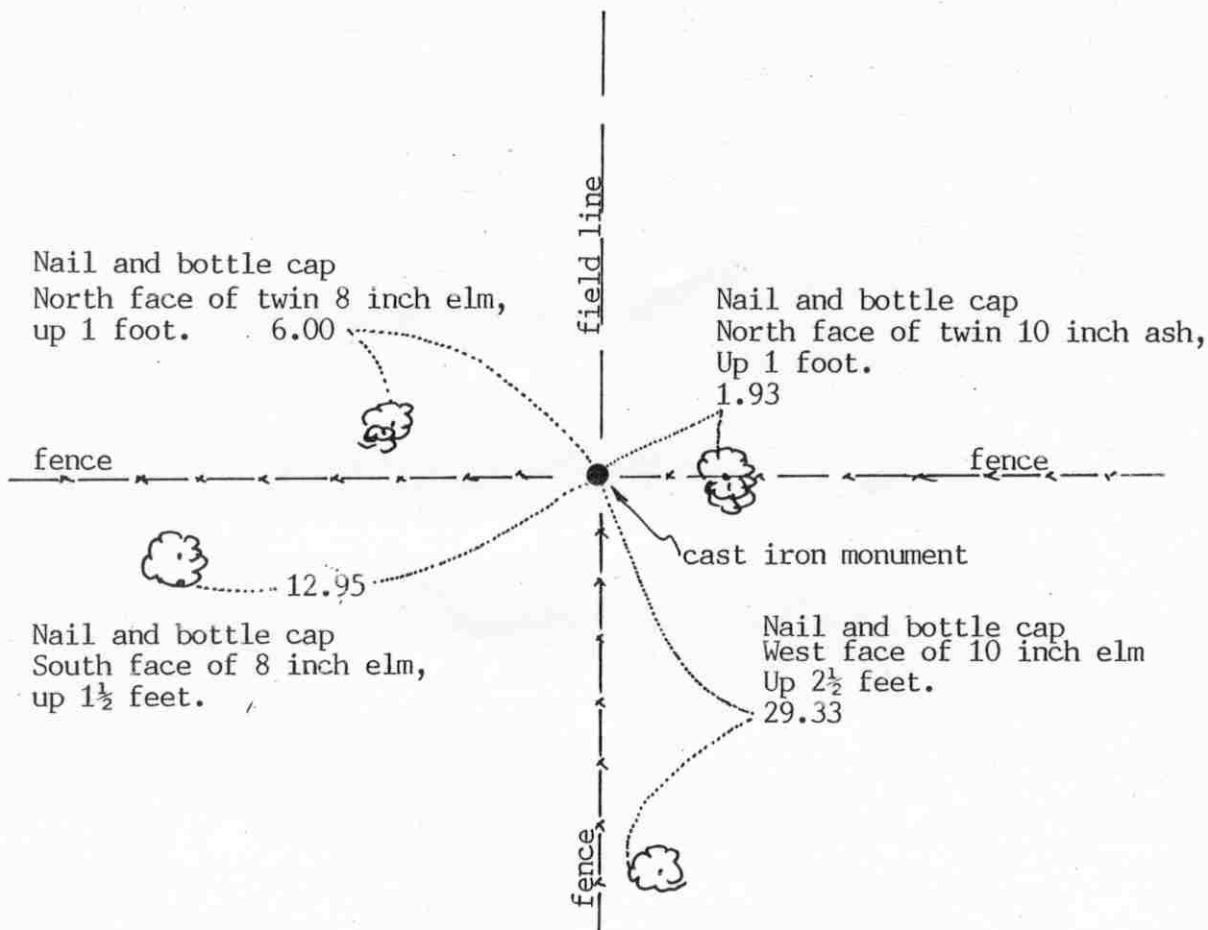 field line
Nail and bottle cap
North face of twin 8 inch elm,
up 1 foot. 6.00
Nail and bottle cap
North face of twin 10 inch ash,
Up 1 foot.
1.93
fence
fence
cast iron monument
12.95
Nail and bottle cap
South face of 8 inch elm,
up 1½ feet.
Nail and bottle cap
West face of 10 inch elm
Up 2½ feet.
29.33
fence